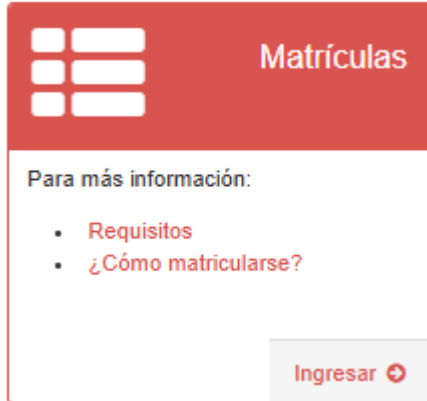 Matrículas
Para más información:
Requisitos
¿Cómo matricularse?
Ingresar